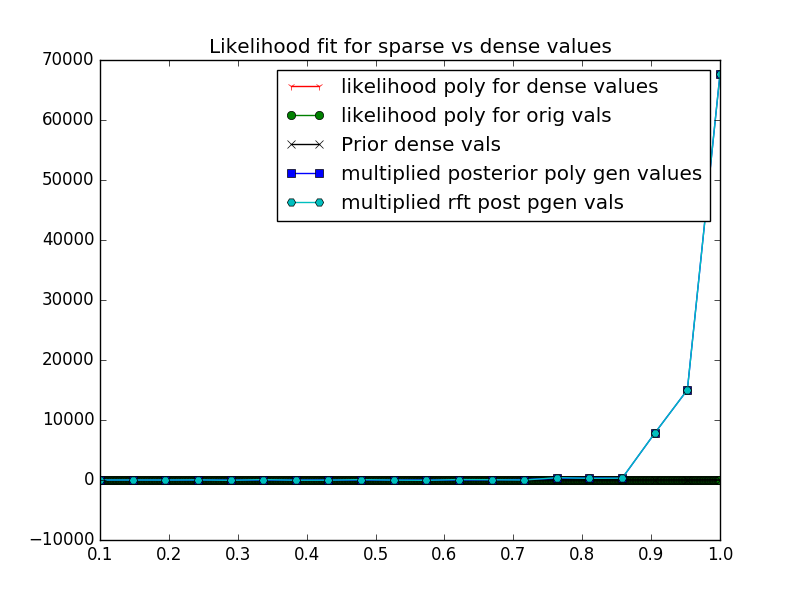 Likelihood fit for sparse vs dense values
70000
60000
50000
40000
30000
20000
10000
0
−10000
likelihood poly for dense values
likelihood poly for orig vals
Prior dense vals
multiplied posterior poly gen values
multiplied rft post pgen vals
0.1 0.2 0.3 0.4 0.5 0.6 0.7 0.8 0.9 1.0